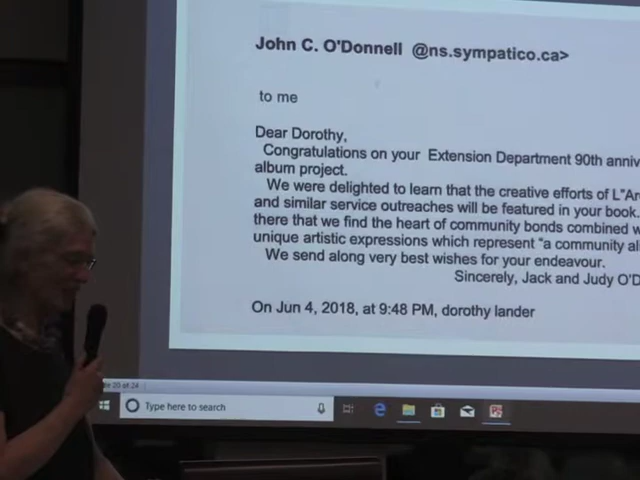 John C. O'Donnell @ns.sympatico.ca>
to me
Dear Dorothy,
Congratulations on your Extension Department 90th
album project.
We were delighted to learn that the creative efforts of
and similar service outreaches will be featured in your book.
there that we find the heart of community bonds combined
unique artistic expressions which represent "a community
We send along very best wishes for your endeavour.
Sincerely, Jack and Judy
On Jun 4, 2018, at 9:48 PM, dorothy lander
20 of 24
Type here to search